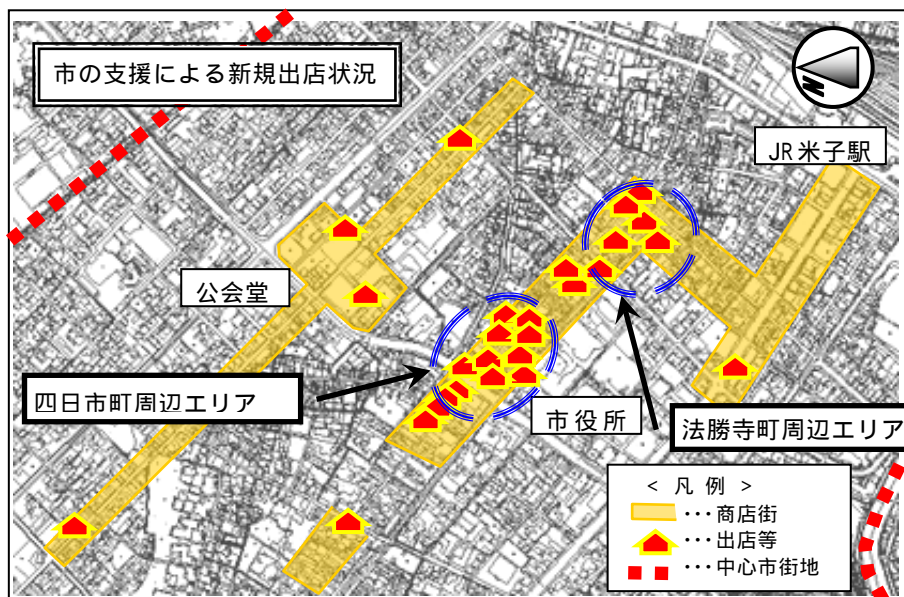 市の支援による新規出店状況
JR米子駅
公会堂
四日市町周辺エリア
市役所
法勝寺町周辺エリア
< 凡 例 >
･･･商店街
･･･出店等
･･･中心市街地